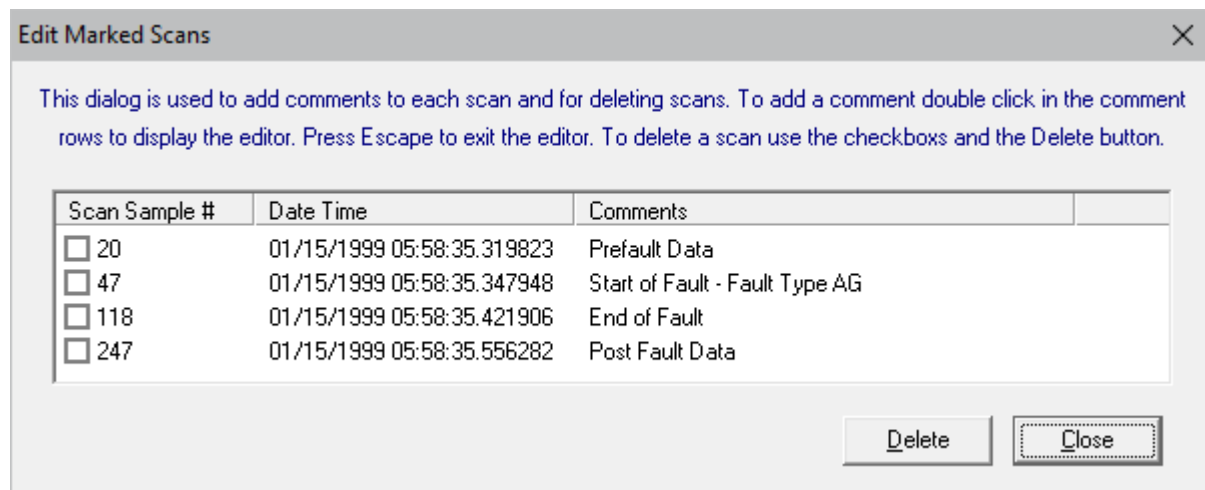 Edit Marked Scans
This dialog is used to add comments to each scan and for deleting scans. To add a comment double click in the comment
rows to display the editor. Press Escape to exit the editor. To delete a scan use the checkboxs and the Delete button.
Scan Sample # Date Time Comments
20 01/15/1999 05:58:35.319823 Prefault Data
47 01/15/1999 05:58:35.347948 Start of Fault - Fault Type AG
118 01/15/1999 05:58:35.421906 End of Fault
247 01/15/1999 05:58:35.556282 Post Fault Data
Delete Close